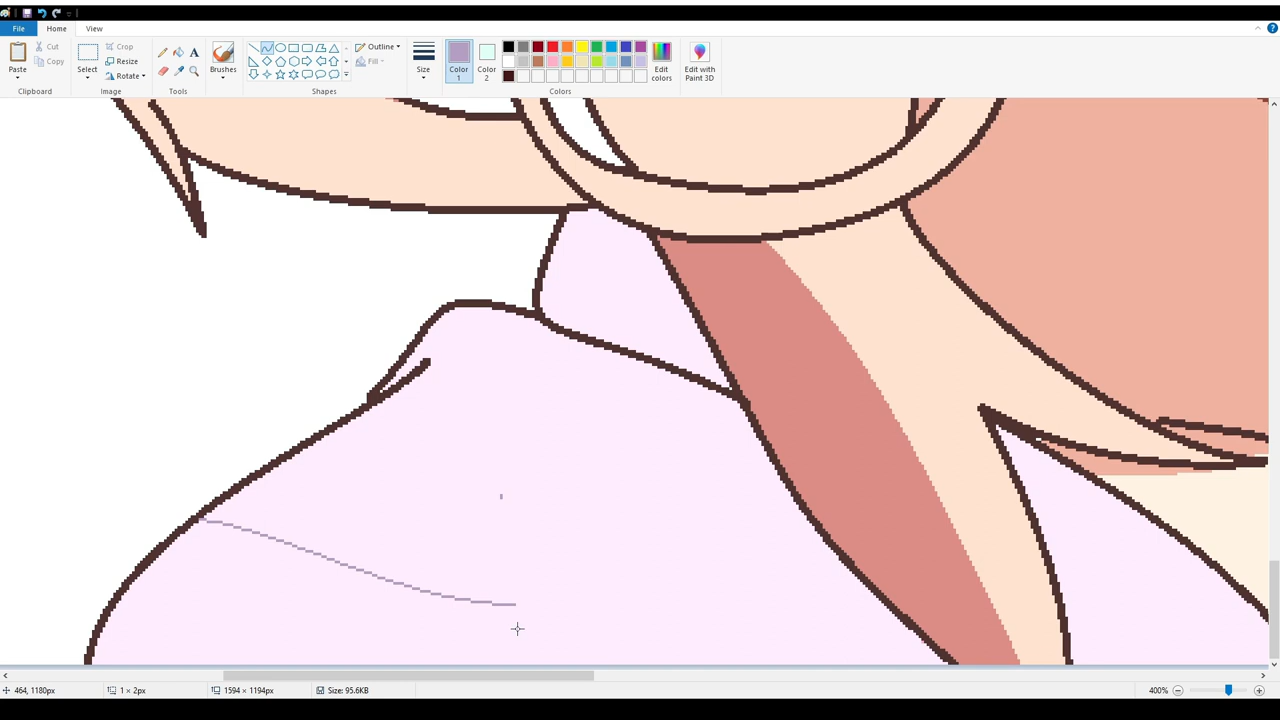 File Home View
Paste Cut Copy Clipboard
Select Crop Resize Rotate Image
Tools
Brushes
Outline Fill Shapes
Size
Color 1 Color 2 Edit colors Colors
Edit with Paint 3D
464, 1180px 1 × 2px 1594 × 1194px Size: 95.6KB 400%